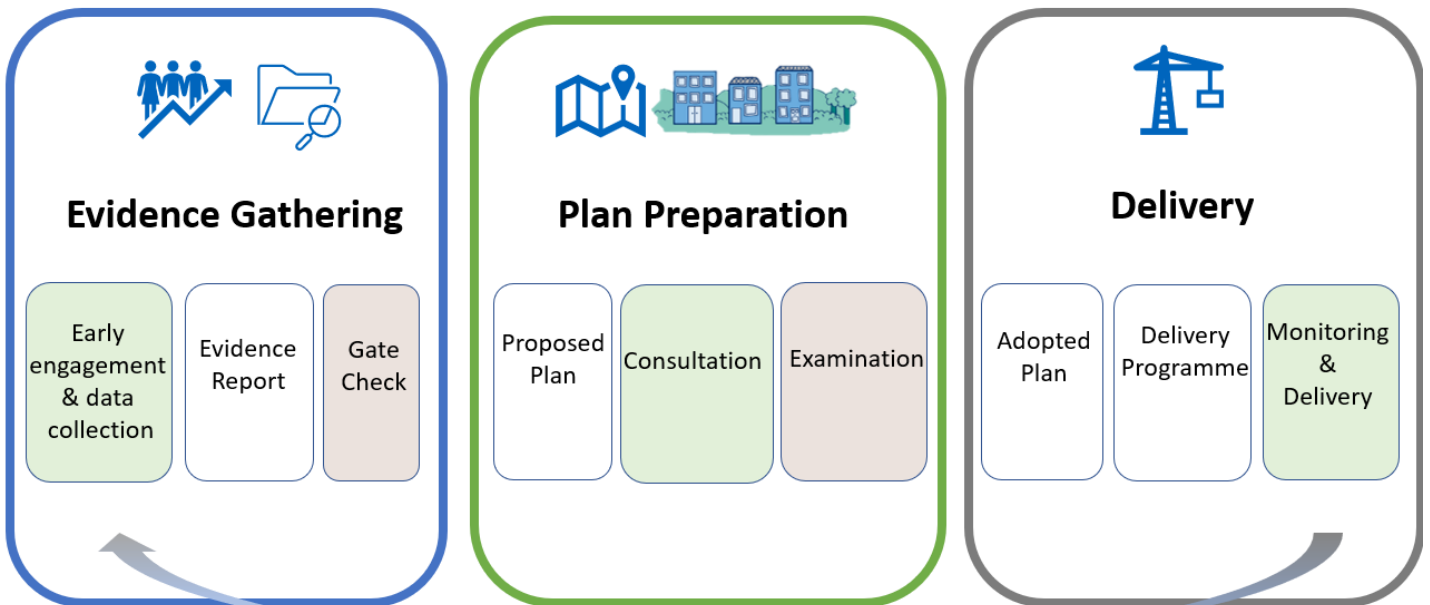 Evidence Gathering
Early
engagement
& data
collection
Evidence
Report
Gate
Check
Plan Preparation
Proposed
Plan
Consultation
Examination
Delivery
Adopted
Plan
Delivery
Programme
Monitoring
&
Delivery